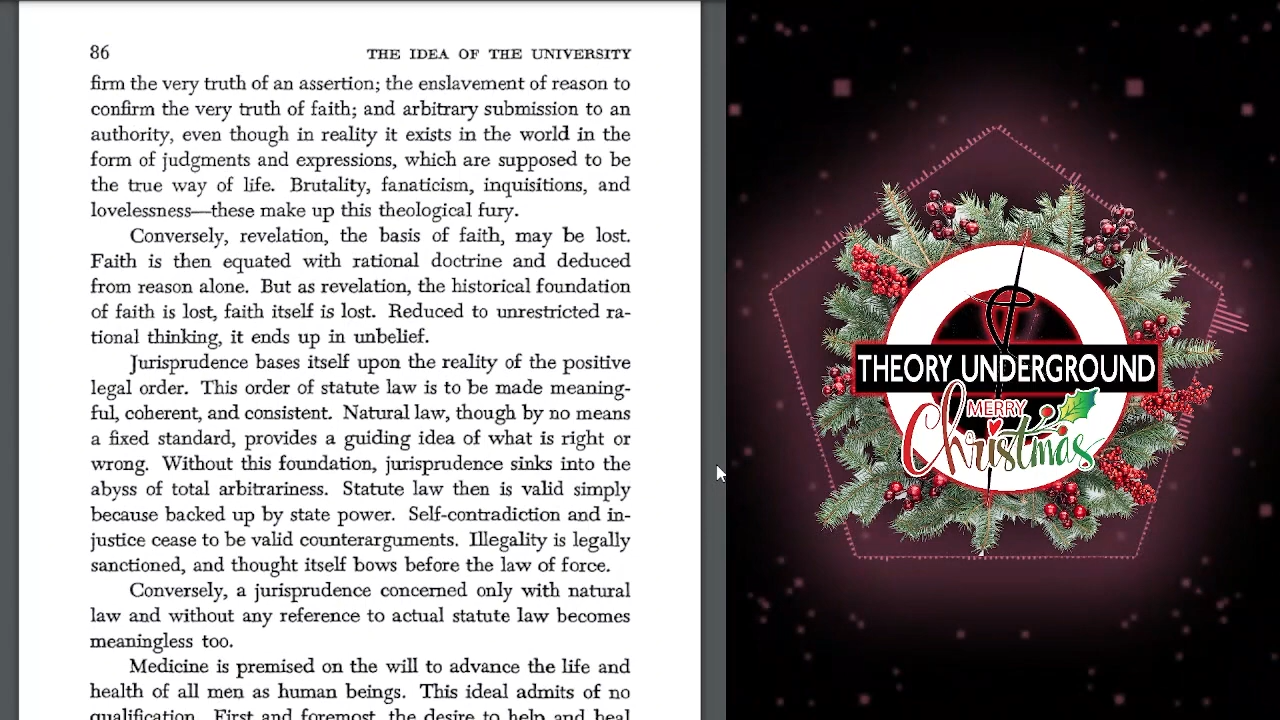 86 THE IDEA OF THE UNIVERSITY
firm the very truth of an assertion; the enslavement of reason to
confirm the very truth of faith; and arbitrary submission to an
authority, even though in reality it exists in the world in the
form of judgments and expressions, which are supposed to be
the true way of life. Brutality, fanaticism, inquisitions, and
lovelessness—these make up this theological fury.
Conversely, revelation, the basis of faith, may be lost.
Faith is then equated with rational doctrine and deduced
from reason alone. But as revelation, the historical foundation
of faith is lost, faith itself is lost. Reduced to unrestricted ra-
tional thinking, it ends up in unbelief.
Jurisprudence bases itself upon the reality of the positive
legal order. This order of statute law is to be made meaning-
ful, coherent, and consistent. Natural law, though by no means
a fixed standard, provides a guiding idea of what is right or
wrong. Without this foundation, jurisprudence sinks into the
abyss of total arbitrariness. Statute law then is valid simply
because backed up by state power. Self-contradiction and in-
justice cease to be valid counterarguments. Illegality is legally
sanctioned, and thought itself bows before the law of force.
Conversely, a jurisprudence concerned only with natural
law and without any reference to actual statute law becomes
meaningless too.
Medicine is premised on the will to advance the life and
health of all men as human beings. This ideal admits of no
qualification. First and foremost, the desire to help and heal
THEORY UNDERGROUND
MERRY
Christmas